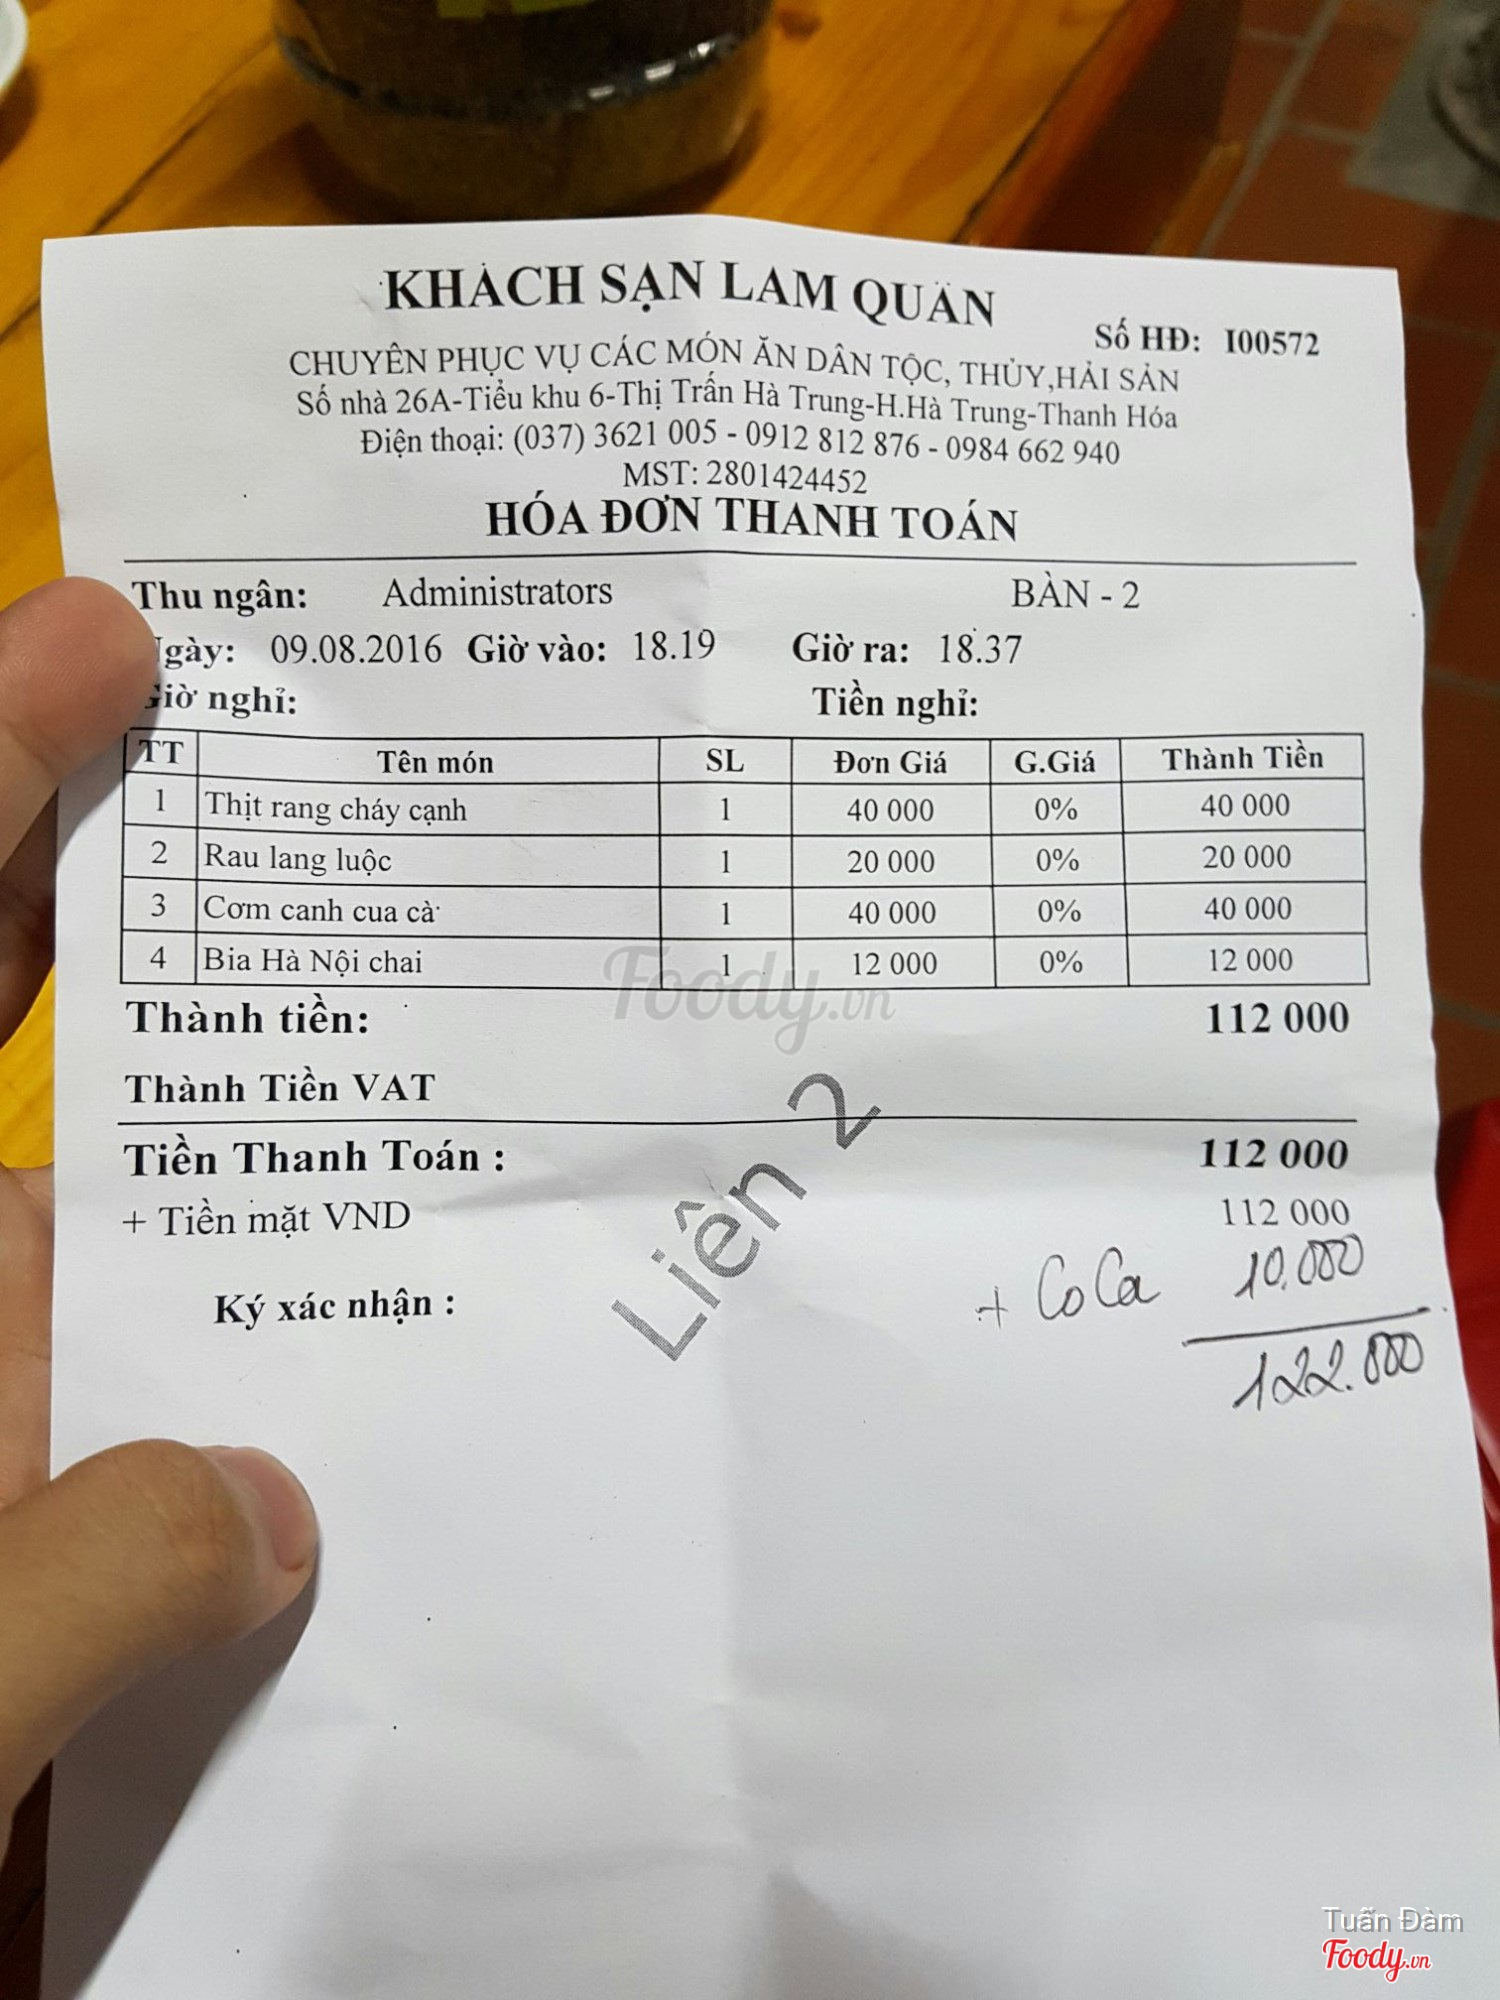 KHÁCH SẠN LAM QUÂN
Số HĐ: I00572
CHUYÊN PHỤC VỤ CÁC MÓN ĂN DÂN TỘC, THỦY,HẢI SẢN
Số nhà 26A-Tiểu khu 6-Thị Trấn Hà Trung-H.Hà Trung-Thanh Hóa
Điện thoại: (037) 3621 005 - 0912 812 876 - 0984 662 940
MST: 2801424452
HÓA ĐƠN THANH TOÁN
Thu ngân: Administrators BÀN - 2
gày: 09.08.2016 Giờ vào: 18.19 Giờ ra: 18.37
Giờ nghỉ: Tiền nghỉ:
TT Tên món SL Đơn Giá G.Giá Thành Tiền
1 Thịt rang cháy cạnh 1 40 000 0% 40 000
2 Rau lang luộc 1 20 000 0% 20 000
3 Cơm canh cua cà 1 40 000 0% 40 000
4 Bia Hà Nội chai 1 12 000 0% 12 000
Foody.vn
Thành tiền: 112 000
Thành Tiền VAT
Tiền Thanh Toán : 112 000
+ Tiền mặt VND 112 000
Liên 2
+ CoCa 10.000
Ký xác nhận :
122.000
Tuấn Đàm
Foody.vn